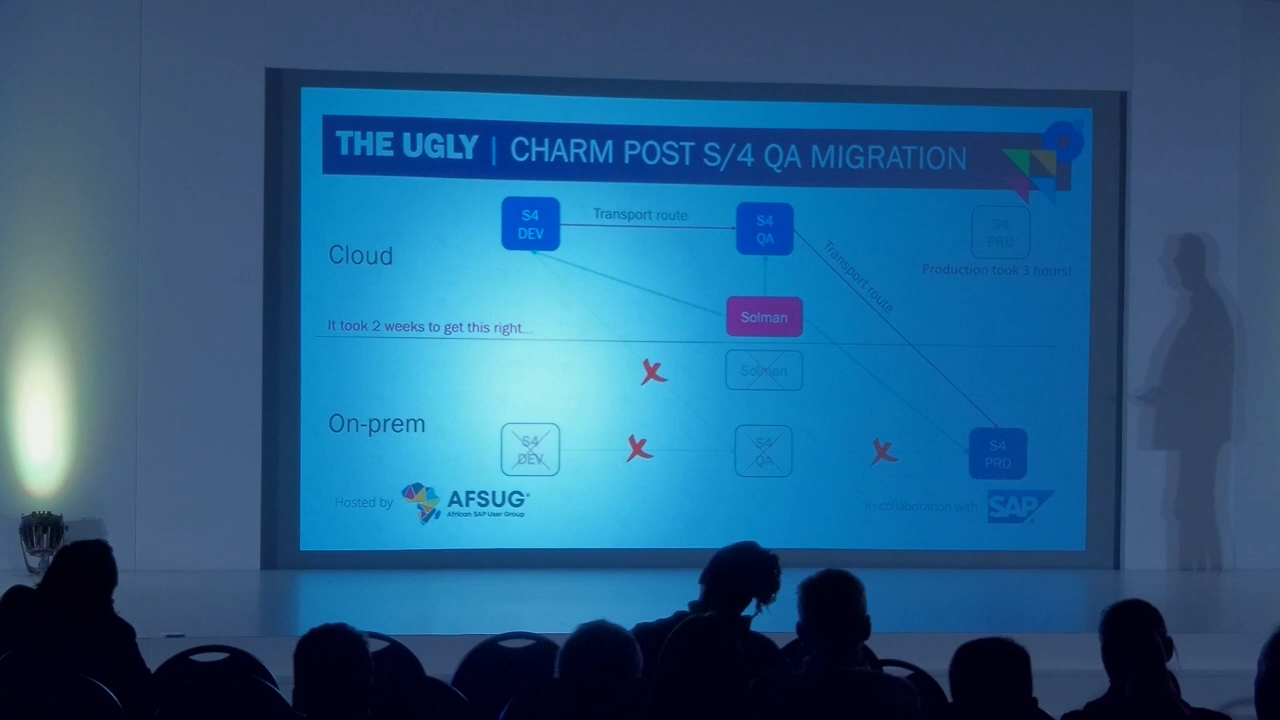 THE UGLY | CHARM POST S/4 QA MIGRATION
S4
DEV
Transport route
S4
QA
S4
PRD
Cloud
Transport route
Production took 3 hours!
Solman
It took 2 weeks to get this right...
Solman
On-prem
S4
DEV
S4
QA
S4
PRD
Hosted by
AFSUG
African SAP User Group
In collaboration with
SAP